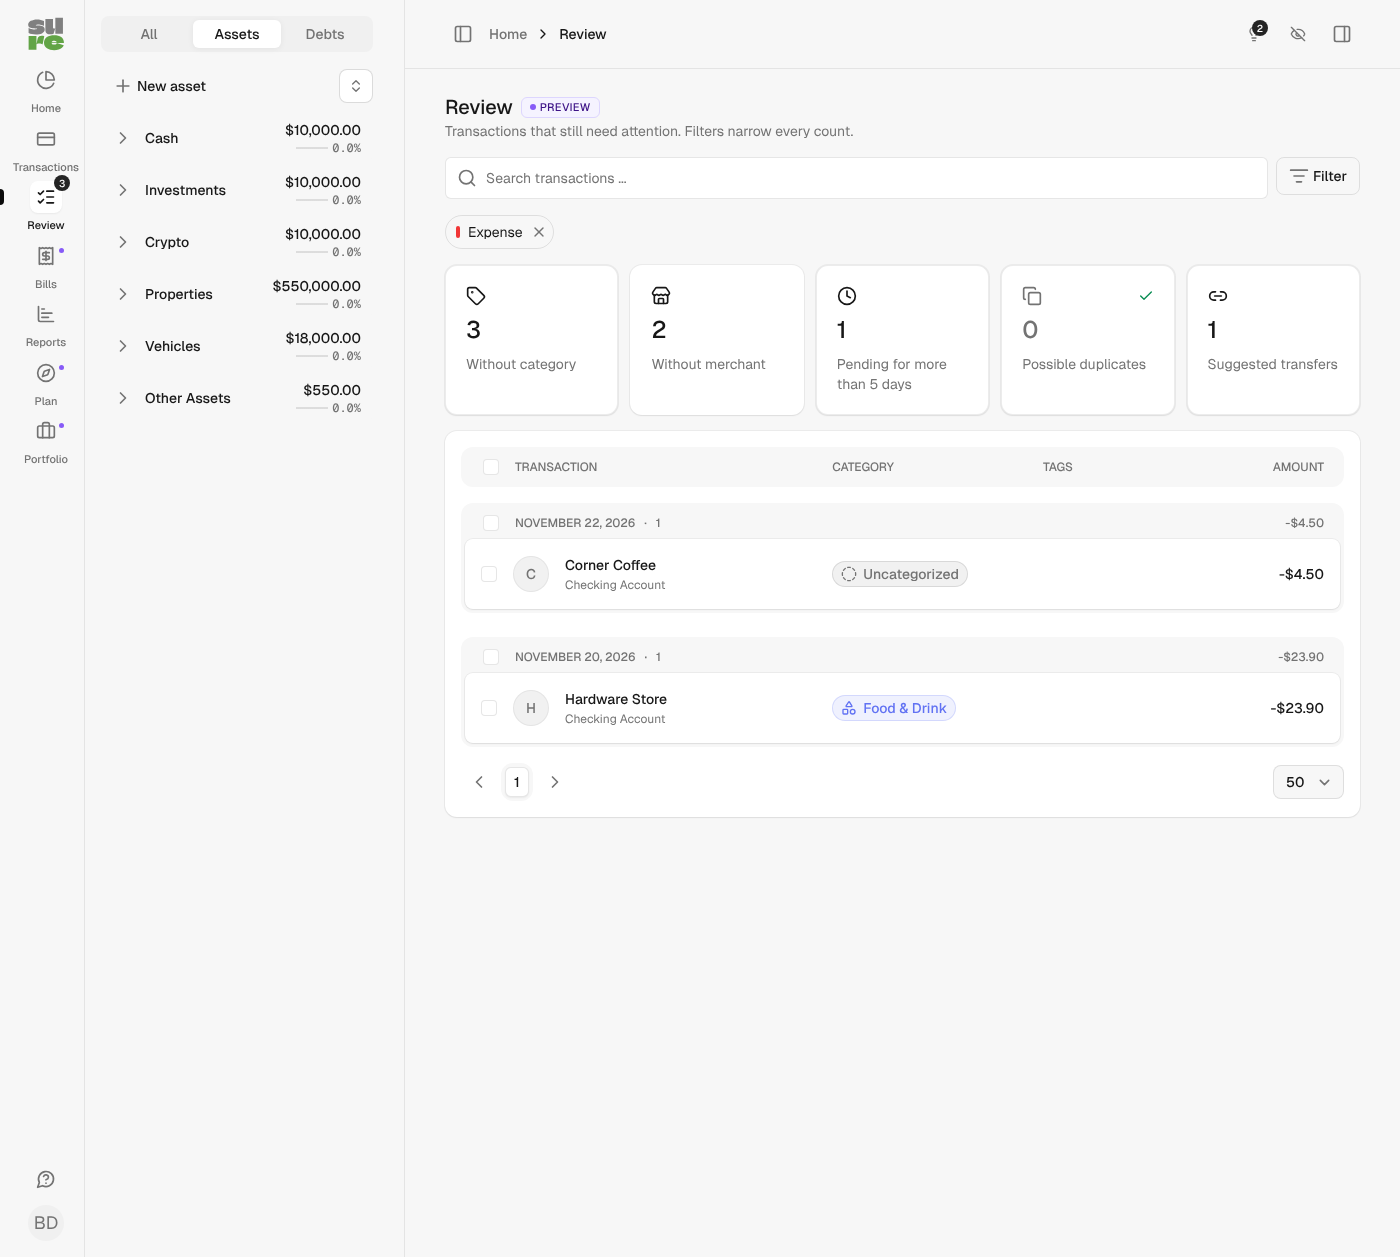 sure
Home
Transactions
3
Review
Bills
Reports
Plan
Portfolio
BD
All
Assets
Debts
New asset
Cash
$10,000.00
0.0%
Investments
$10,000.00
0.0%
Crypto
$10,000.00
0.0%
Properties
$550,000.00
0.0%
Vehicles
$18,000.00
0.0%
Other Assets
$550.00
0.0%
Home > Review
2
Review PREVIEW
Transactions that still need attention. Filters narrow every count.
Search transactions ...
Filter
Expense
3
Without category
2
Without merchant
1
Pending for more
than 5 days
0
Possible duplicates
1
Suggested transfers
TRANSACTION CATEGORY TAGS AMOUNT
NOVEMBER 22, 2026 · 1 -$4.50
C
Corner Coffee
Checking Account
Uncategorized
-$4.50
NOVEMBER 20, 2026 · 1 -$23.90
H
Hardware Store
Checking Account
Food & Drink
-$23.90
1
50